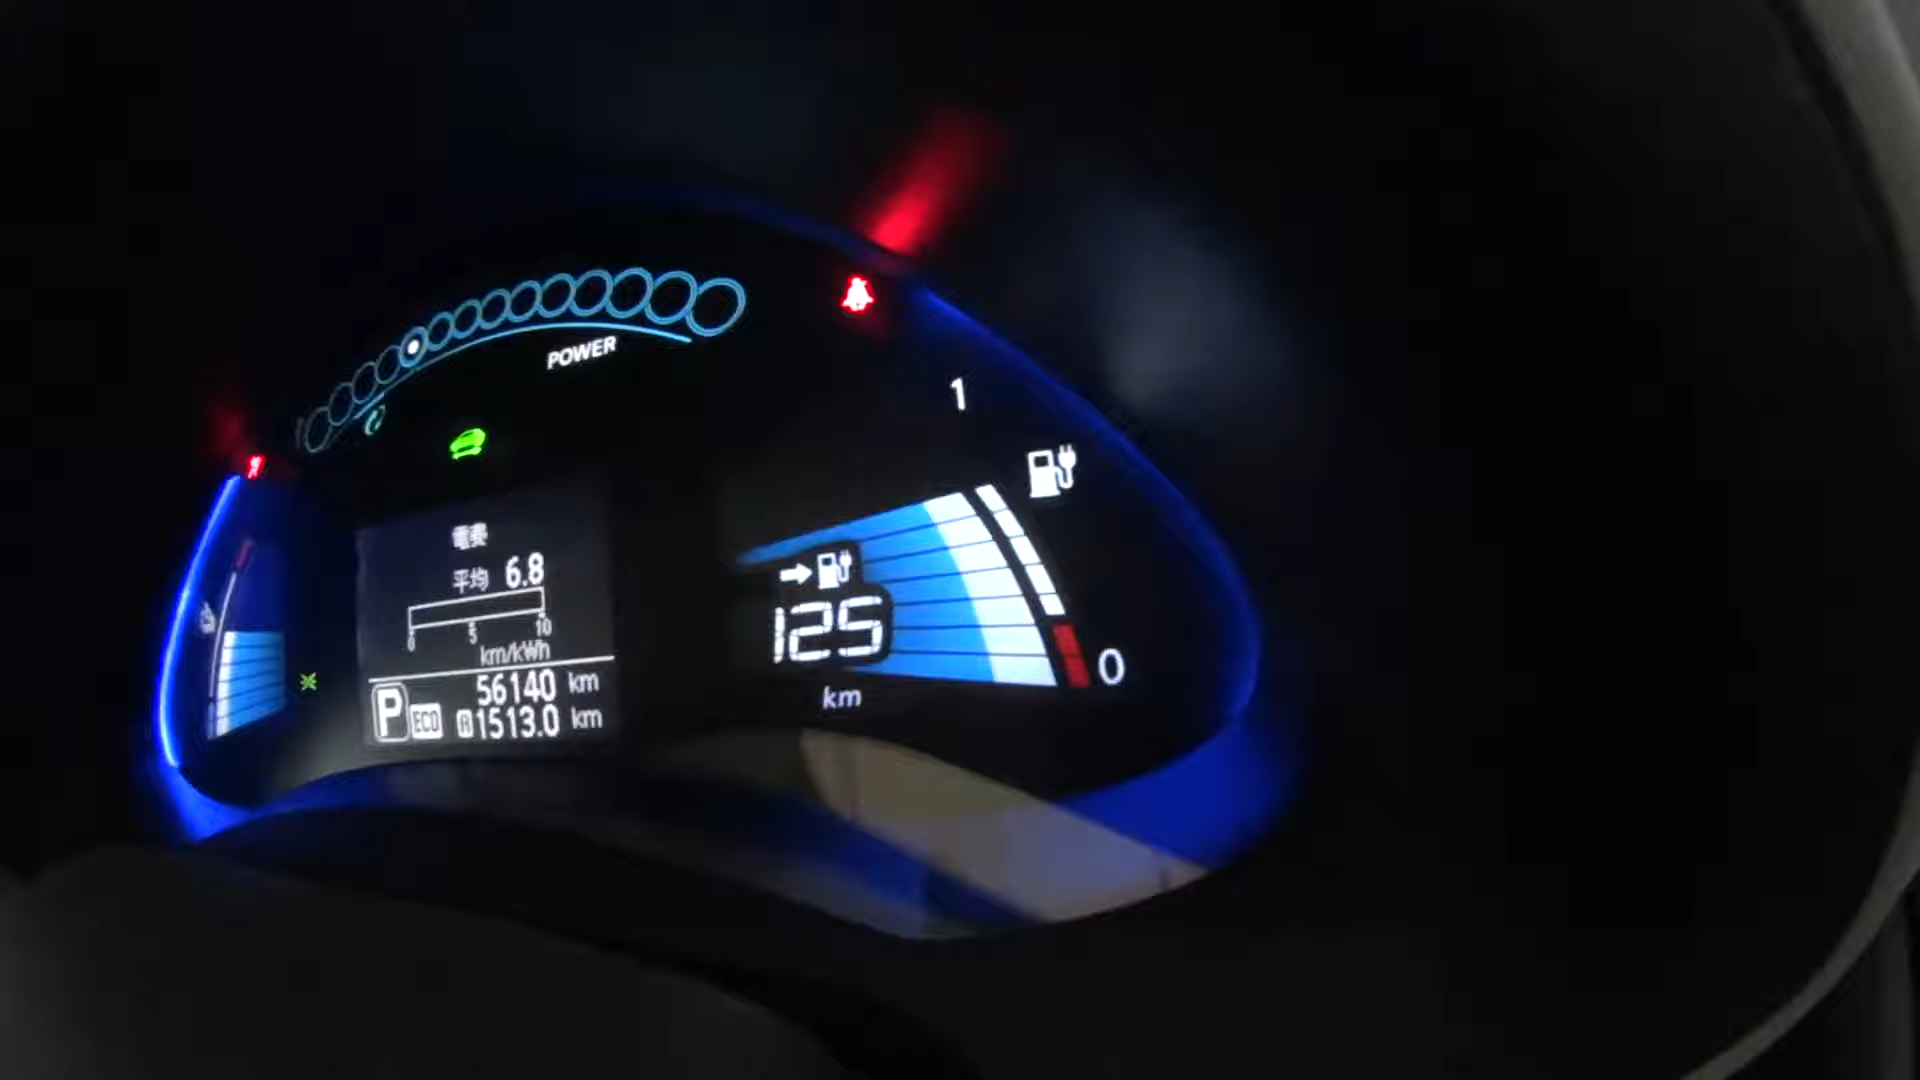 POWER
1
電費
平均 6.8
0 5 10
km/kWh
P ECO
56140 km
A 1513.0 km
125
km
0